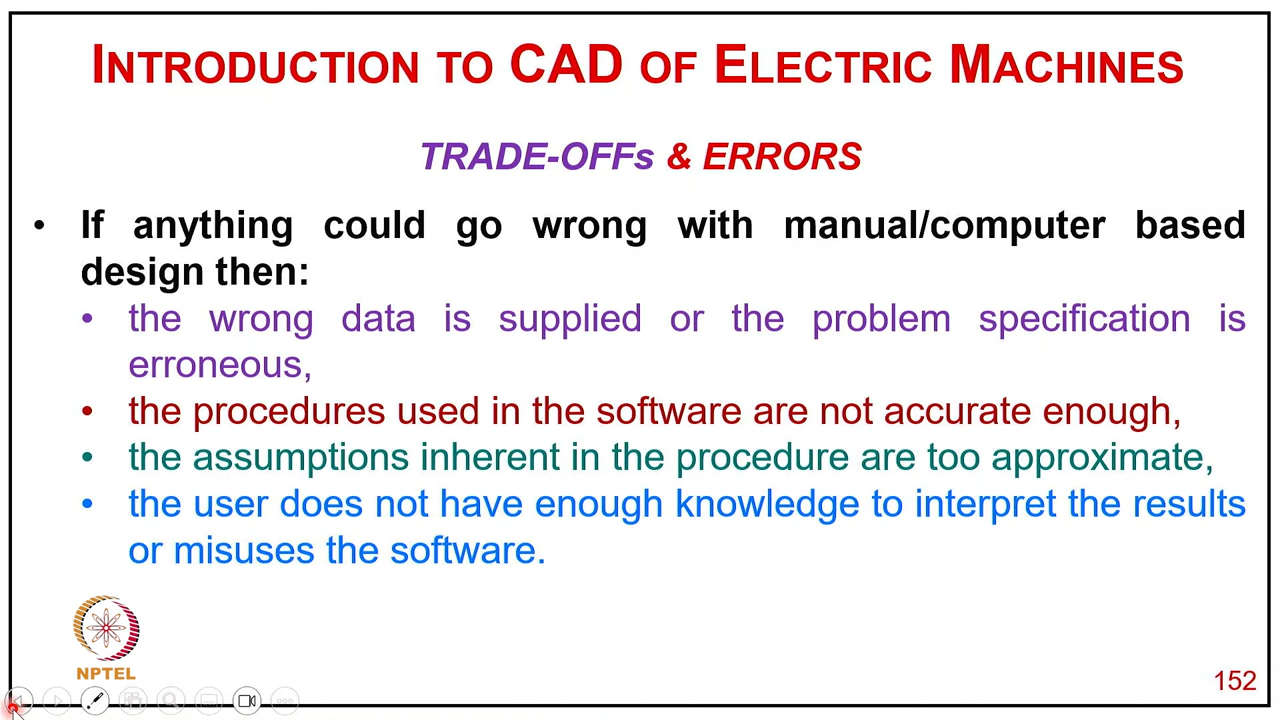 INTRODUCTION TO CAD OF ELECTRIC MACHINES
TRADE-OFFs & ERRORS
• If anything could go wrong with manual/computer based
design then:
• the wrong data is supplied or the problem specification is
erroneous,
• the procedures used in the software are not accurate enough,
• the assumptions inherent in the procedure are too approximate,
• the user does not have enough knowledge to interpret the results
or misuses the software.
NPTEL
152